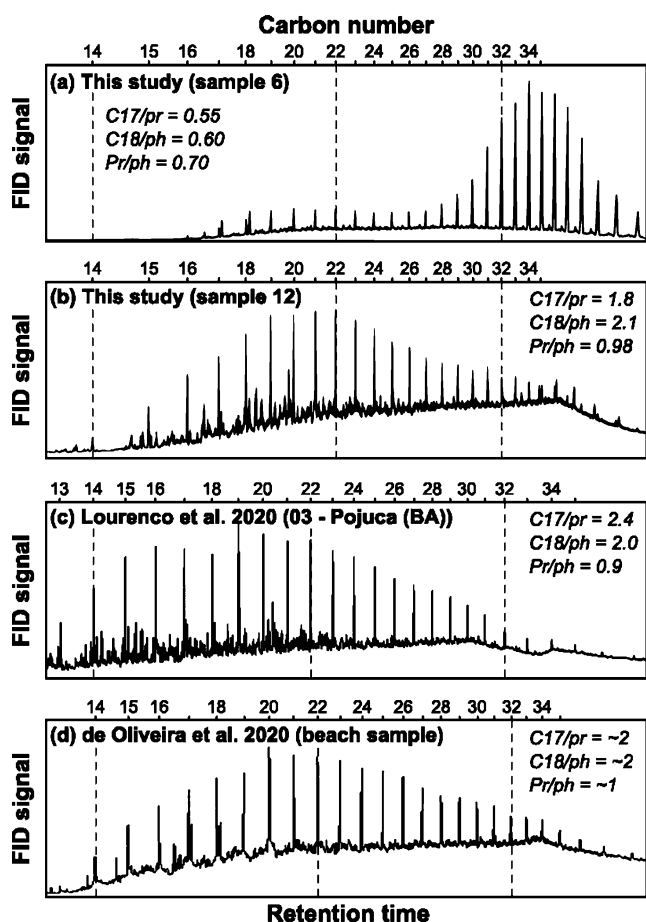 Carbon number
14 15 16 18 20 22 24 26 28 30 32 34
(a) This study (sample 6)
C17/pr = 0.55
C18/ph = 0.60
Pr/ph = 0.70
FID signal
14 15 16 18 20 22 24 26 28 30 32 34
(b) This study (sample 12)
C17/pr = 1.8
C18/ph = 2.1
Pr/ph = 0.98
FID signal
13 14 15 16 18 20 22 24 26 28 30 32 34
(c) Lourenco et al. 2020 (03 - Pojuca (BA))
C17/pr = 2.4
C18/ph = 2.0
Pr/ph = 0.9
FID signal
14 15 16 18 20 22 24 26 28 30 32 34
(d) de Oliveira et al. 2020 (beach sample)
C17/pr = ~2
C18/ph = ~2
Pr/ph = ~1
FID signal
Retention time